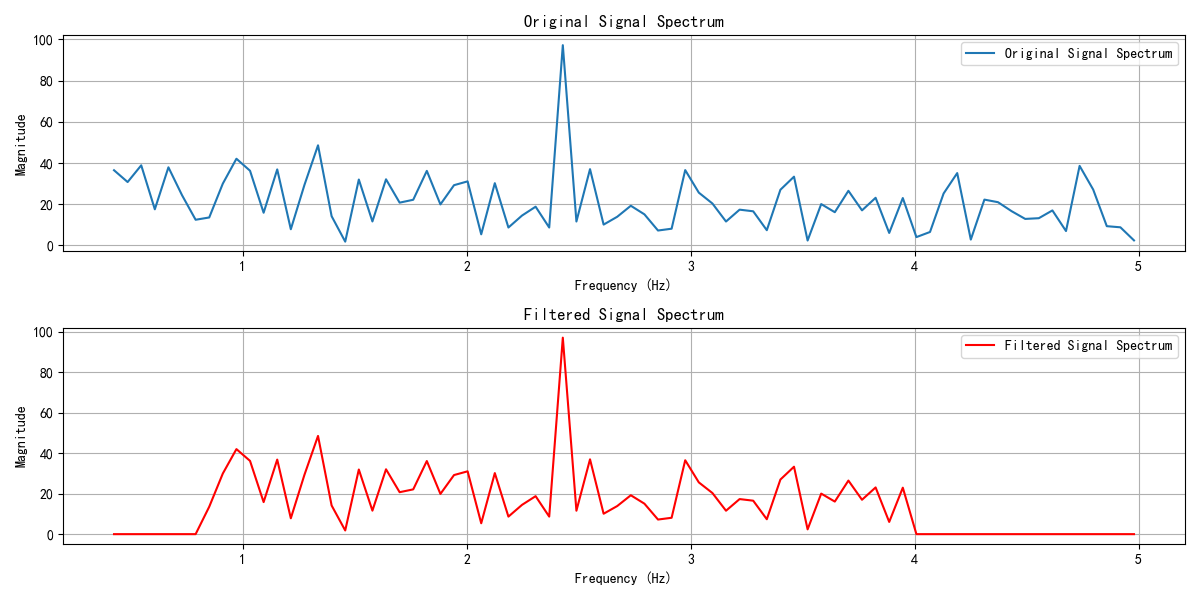 Original Signal Spectrum
100
80
60
40
20
0
Magnitude
Original Signal Spectrum
1
2
3
4
5
Frequency (Hz)
Filtered Signal Spectrum
100
80
60
40
20
0
Magnitude
Filtered Signal Spectrum
1
2
3
4
5
Frequency (Hz)